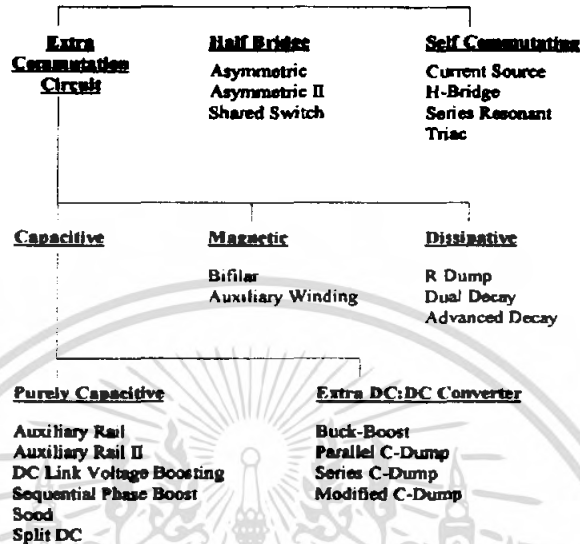 Extra Commutation Circuit
Half Bridge
Asymmetric
Asymmetric II
Shared Switch
Self Commutating
Current Source
H-Bridge
Series Resonant
Triac
Capacitive
Magnetic
Bifilar
Auxiliary Winding
Dissipative
R Dump
Dual Decay
Advanced Decay
Purely Capacitive
Auxiliary Rail
Auxiliary Rail II
DC Link Voltage Boosting
Sequential Phase Boost
Sood
Split DC
Extra DC:DC Converter
Buck-Boost
Parallel C-Dump
Series C-Dump
Modified C-Dump